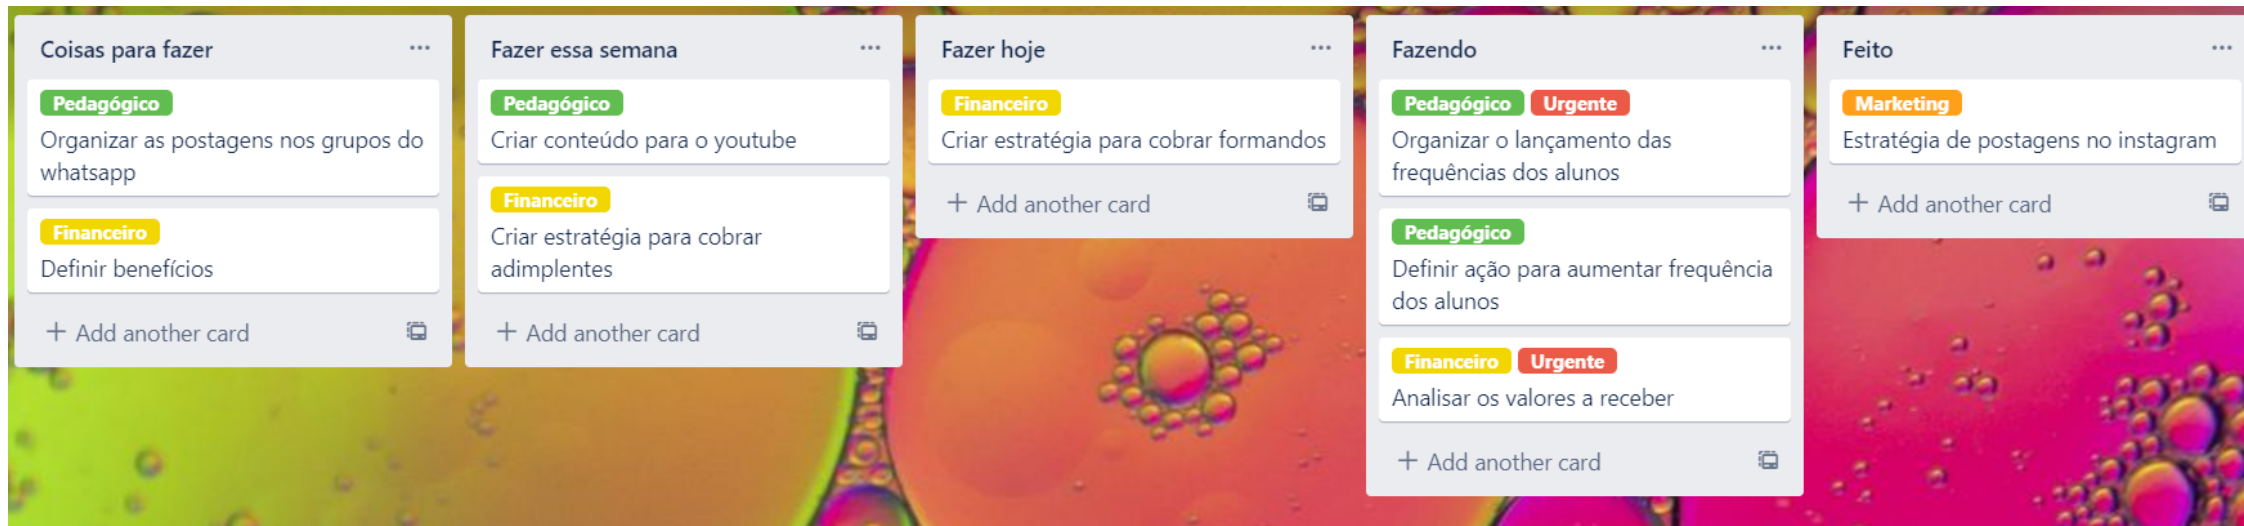 Coisas para fazer
Pedagógico
Organizar as postagens nos grupos do
whatsapp
Financeiro
Definir benefícios
+ Add another card
Fazer essa semana
Pedagógico
Criar conteúdo para o youtube
Financeiro
Criar estratégia para cobrar
adimplentes
+ Add another card
Fazer hoje
Financeiro
Criar estratégia para cobrar formandos
+ Add another card
Fazendo
Pedagógico Urgente
Organizar o lançamento das
frequências dos alunos
Pedagógico
Definir ação para aumentar frequência
dos alunos
Financeiro Urgente
Analisar os valores a receber
+ Add another card
Feito
Marketing
Estratégia de postagens no instagram
+ Add another card